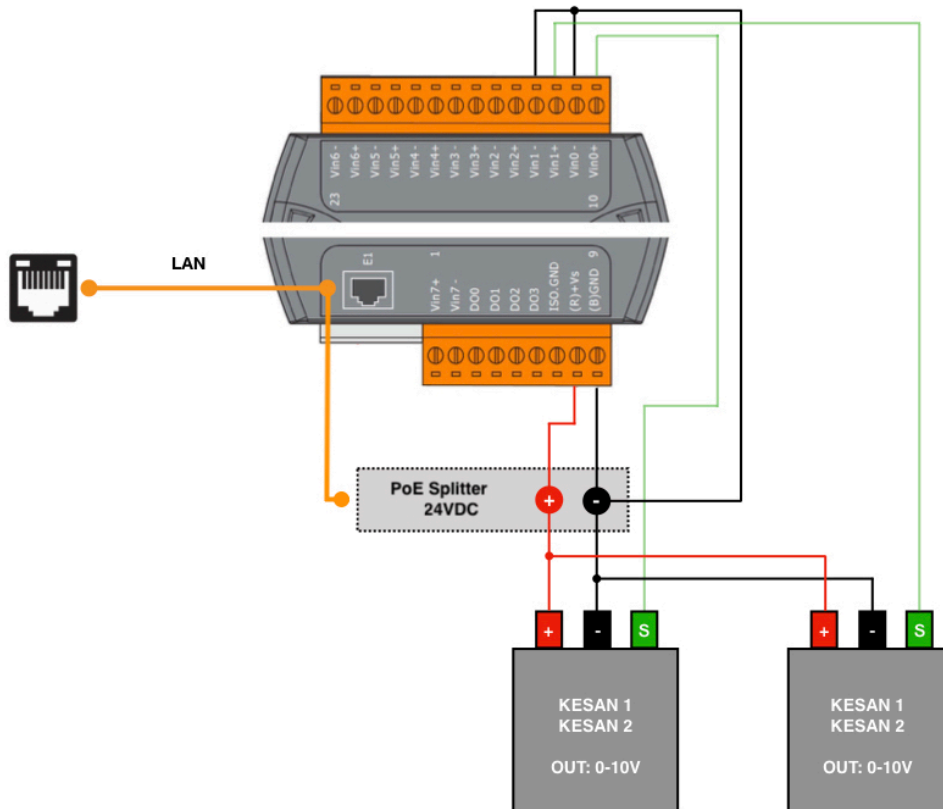 Vin6 -
Vin6+
Vin5 -
Vin5+
Vin4 -
Vin4+
Vin3 -
Vin3+
Vin2 -
Vin2+
Vin1 -
Vin1+
Vin0 -
Vin0+
23
10
LAN
E1
1
9
Vin7+
Vin7 -
DO0
DO1
DO2
DO3
ISO.GND
(R)+Vs
(B)GND
PoE Splitter
24VDC
+
-
+
-
S
+
-
S
KESAN 1
KESAN 2
OUT: 0-10V
KESAN 1
KESAN 2
OUT: 0-10V